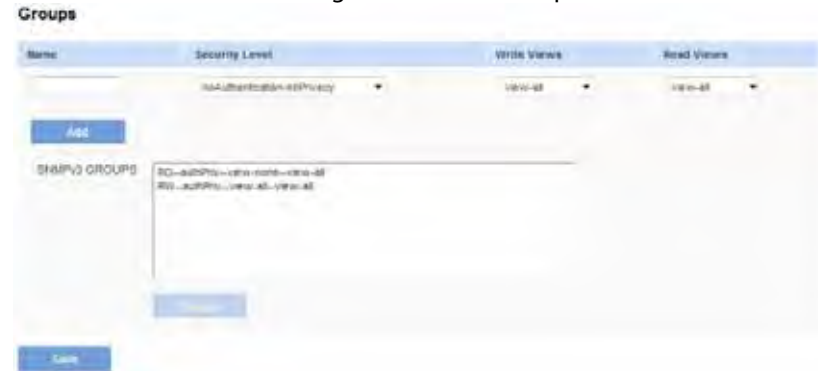 Groups
Name Security Level Write Views Read Views
noAuthentication-noPrivacy view-all view-all
Add
SNMPv3 GROUPS
RO--authPriv--view-none--view-all
RW--authPriv--view-all--view-all
Save